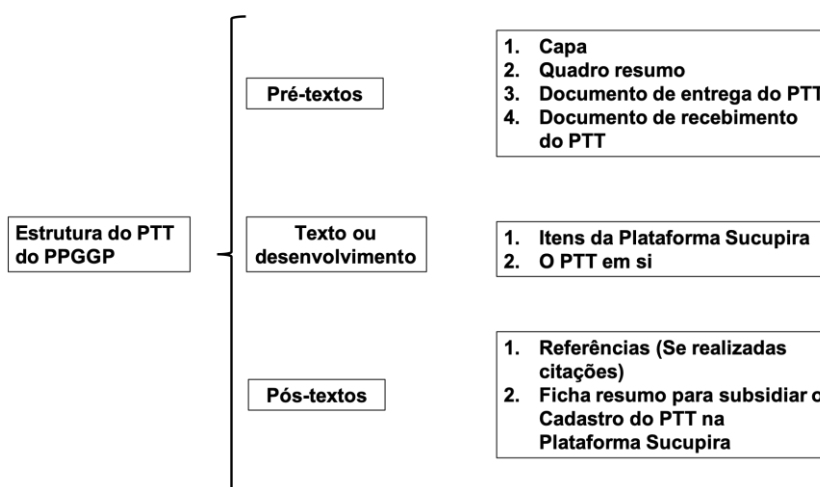 Estrutura do PTT
do PPGGP
Pré-textos
1. Capa
2. Quadro resumo
3. Documento de entrega do PTT
4. Documento de recebimento
do PTT
Texto ou
desenvolvimento
1. Itens da Plataforma Sucupira
2. O PTT em si
Pós-textos
1. Referências (Se realizadas
citações)
2. Ficha resumo para subsidiar o
Cadastro do PTT na
Plataforma Sucupira